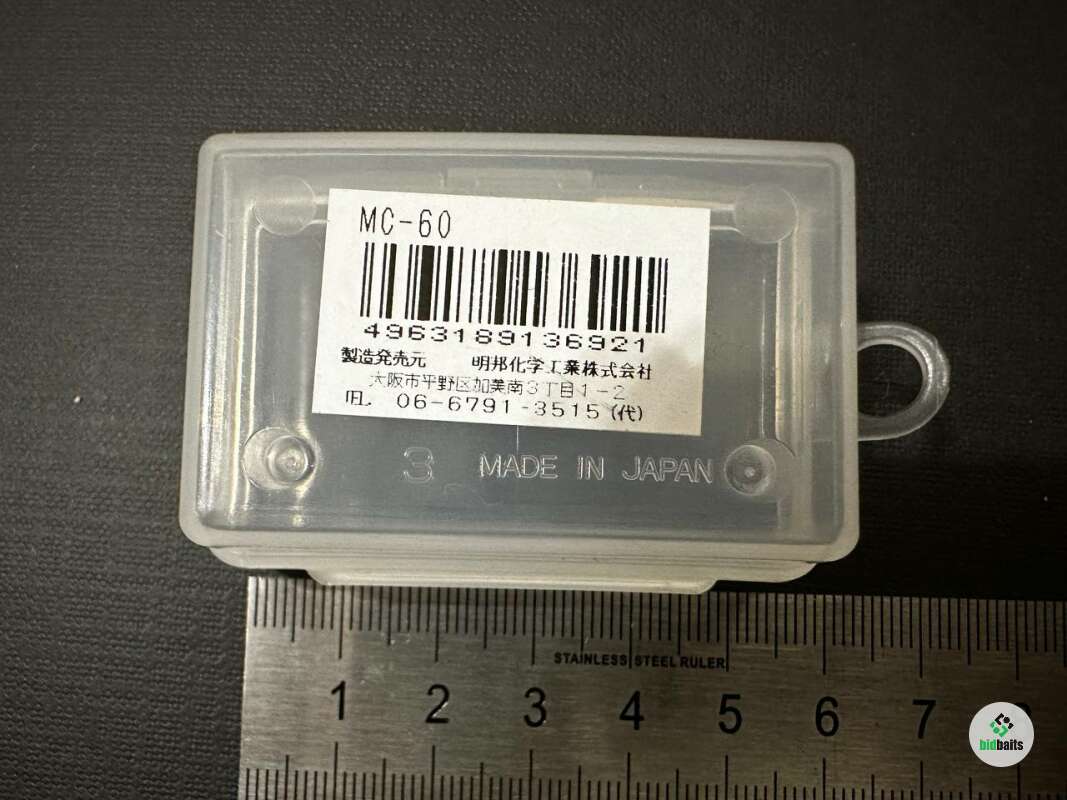 MC-60
4963189136921
製造発売元 明邦化学工業株式会社
大阪市平野区加美南3丁目1-2
TEL 06-6791-3515(代)
3 MADE IN JAPAN
STAINLESS STEEL RULER
1 2 3 4 5 6 7
bidbaits